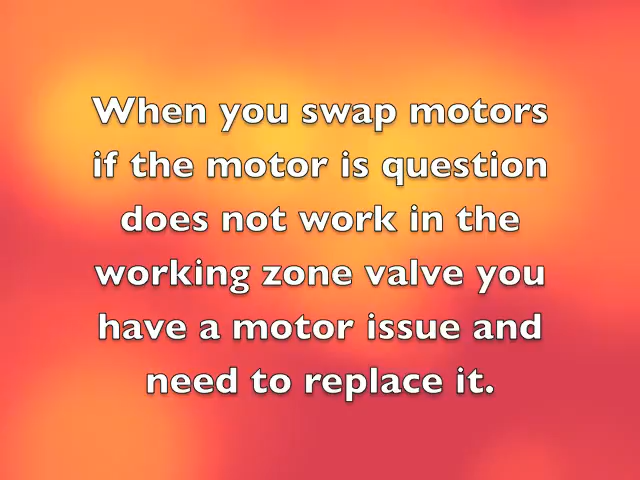 When you swap motors
if the motor is question
does not work in the
working zone valve you
have a motor issue and
need to replace it.